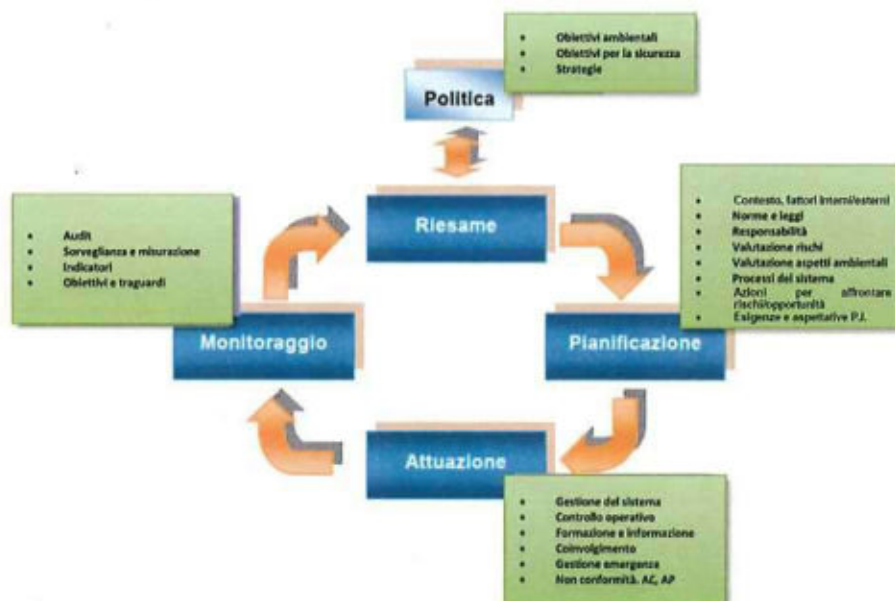 • Obiettivi ambientali
• Obiettivi per la sicurezza
• Strategie
Politica
• Contesto, fattori interni/esterni
• Norme e leggi
• Responsabilità
• Valutazione rischi
• Valutazione aspetti ambientali
• Processi del sistema
• Azioni per affrontare
rischi/opportunità
• Esigenze e aspettative P.I.
• Audit
• Sorveglianza e misurazione
• Indicatori
• Obiettivi e traguardi
Riesame
Monitoraggio
Pianificazione
Attuazione
• Gestione del sistema
• Controllo operativo
• Formazione e informazione
• Coinvolgimento
• Gestione emergenze
• Non conformità. AC, AP